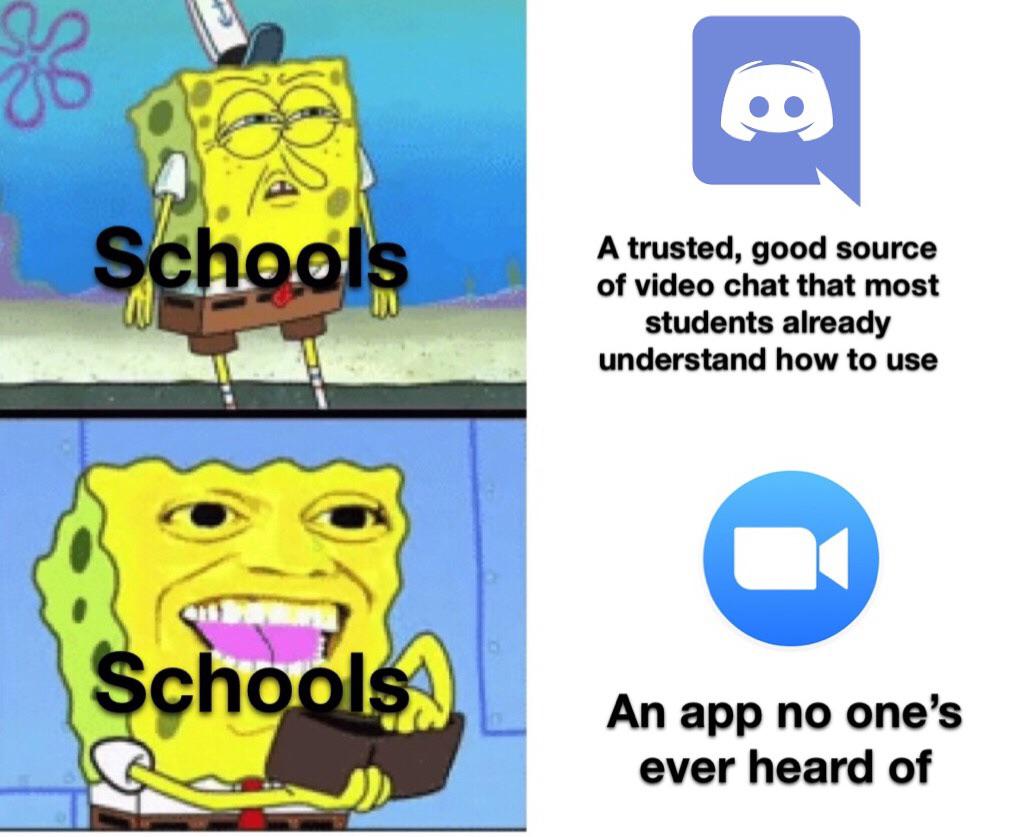 Schools
A trusted, good source
of video chat that most
students already
understand how to use
Schools
An app no one’s
ever heard of